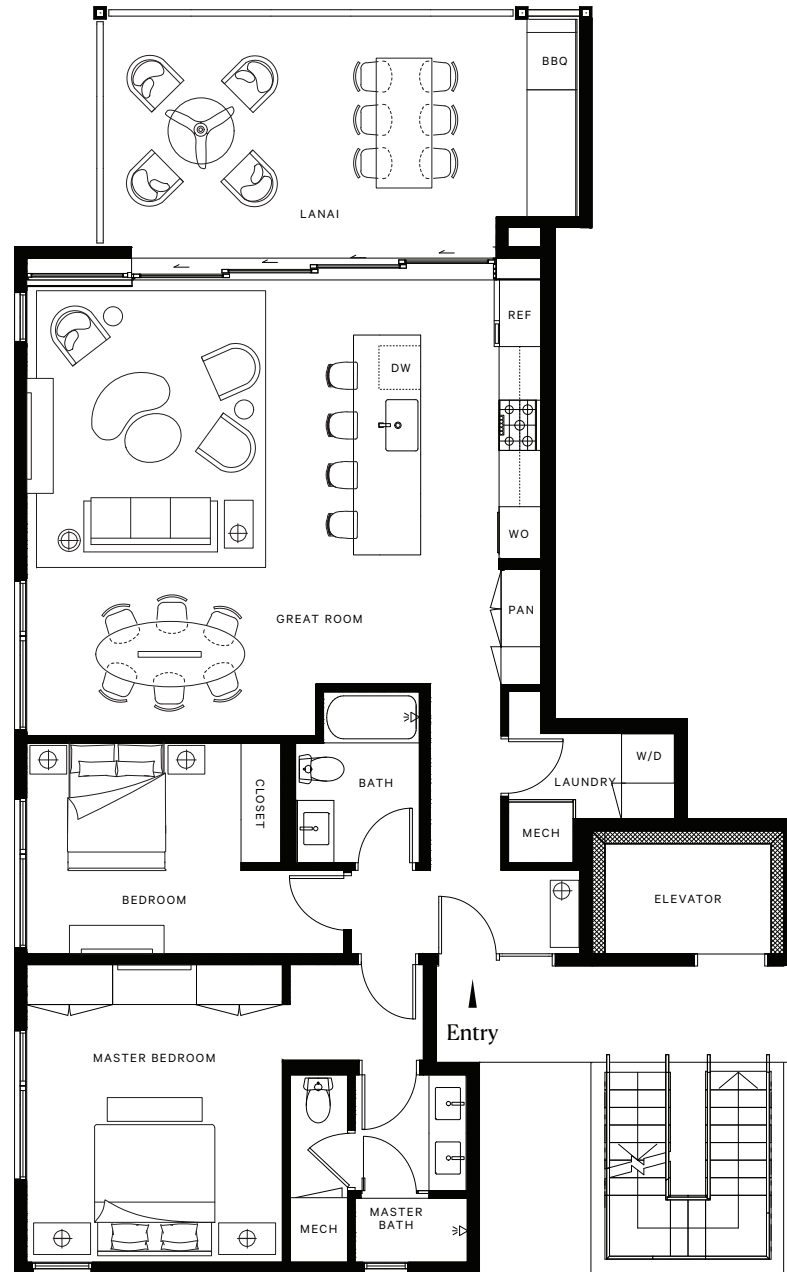 BBQ
LANAI
REF
DW
WO
PAN
GREAT ROOM
W/D
LAUNDRY
BATH
CLOSET
MECH
BEDROOM
ELEVATOR
Entry
MASTER BEDROOM
MASTER
BATH
MECH